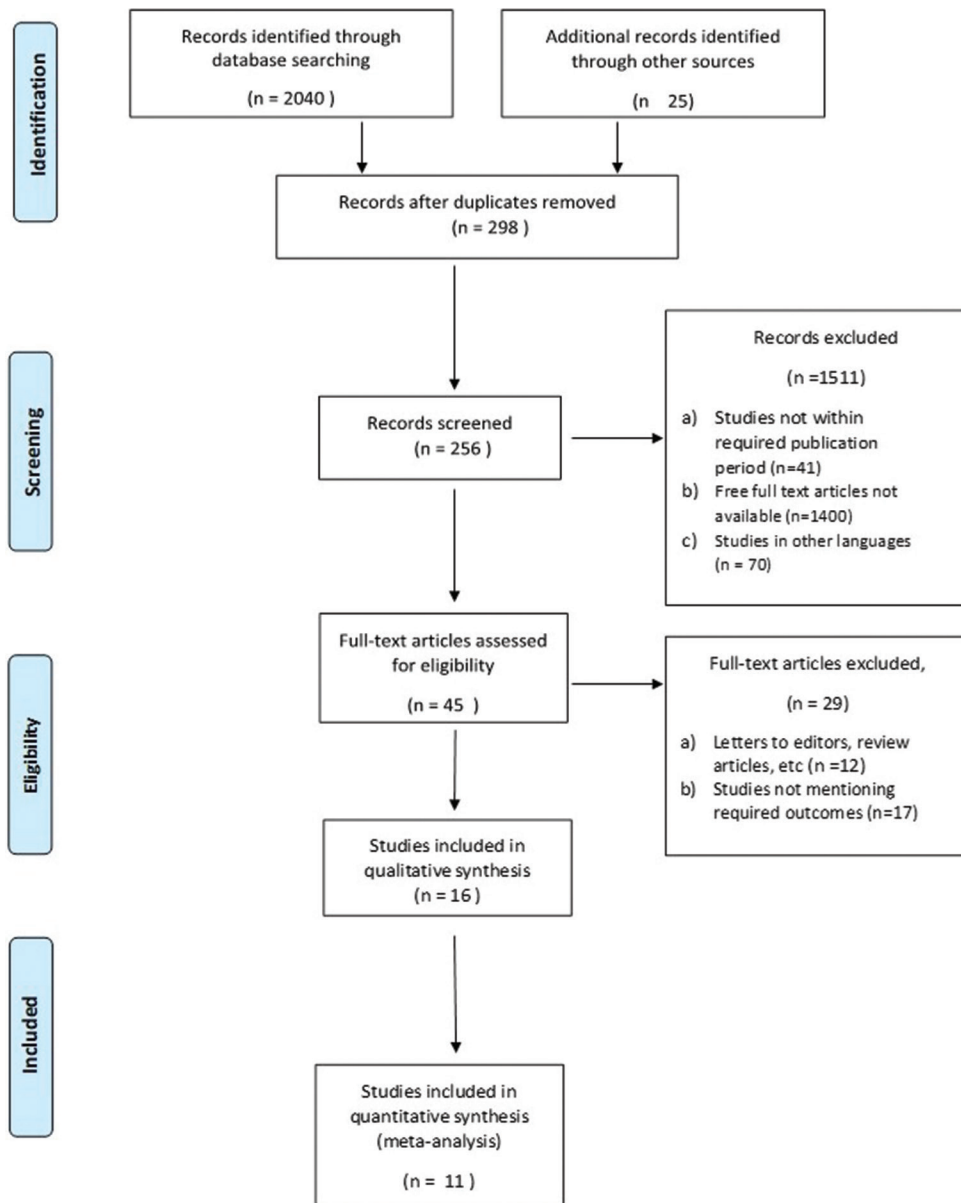 Identification
Records identified through
database searching
(n = 2040 )
Additional records identified
through other sources
(n    25)
Records after duplicates removed
(n = 298 )
Screening
Records screened
(n = 256 )
Records excluded
(n =1511)
a) Studies not within
required publication
period (n=41)
b) Free full text articles not
available (n=1400)
c) Studies in other languages
(n = 70)
Eligibility
Full-text articles assessed
for eligibility
(n = 45  )
Full-text articles excluded,
(n = 29)
a) Letters to editors, review
articles, etc (n =12)
b) Studies not mentioning
required outcomes (n=17)
Studies included in
qualitative synthesis
(n = 16 )
Included
Studies included in
quantitative synthesis
(meta-analysis)
(n =  11 )